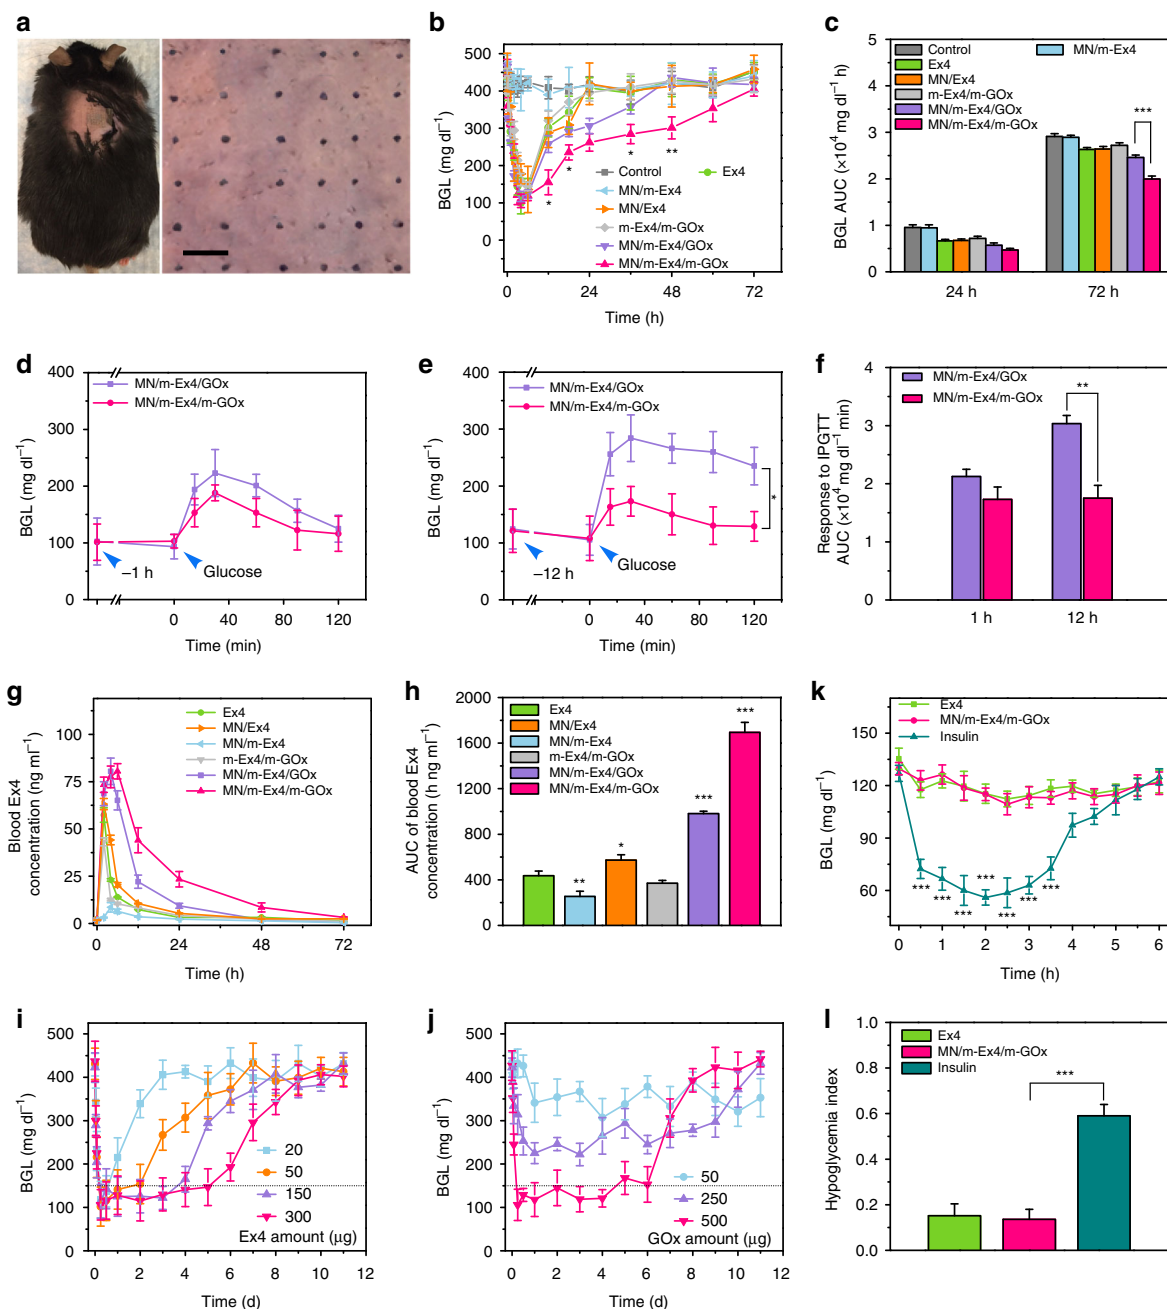 a
b
BGL (mg dl⁻¹)
500
400
300
200
100
0
Control
Ex4
MN/m-Ex4
MN/Ex4
m-Ex4/m-GOx
MN/m-Ex4/GOx
MN/m-Ex4/m-GOx
*
*
*
**
0
24
48
72
Time (h)
c
BGL AUC (×10⁴ mg dl⁻¹ h)
5
4
3
2
1
0
Control
MN/m-Ex4
Ex4
MN/Ex4
m-Ex4/m-GOx
MN/m-Ex4/GOx
MN/m-Ex4/m-GOx
***
24 h
72 h
d
BGL (mg dl⁻¹)
400
300
200
100
0
MN/m-Ex4/GOx
MN/m-Ex4/m-GOx
−1 h
Glucose
0
40
80
120
Time (min)
e
BGL (mg dl⁻¹)
400
300
200
100
0
MN/m-Ex4/GOx
MN/m-Ex4/m-GOx
*
−12 h
Glucose
0
40
80
120
Time (min)
f
Response to IPGTT
AUC (×10⁴ mg dl⁻¹ min)
4
3
2
1
0
MN/m-Ex4/GOx
MN/m-Ex4/m-GOx
**
1 h
12 h
g
Blood Ex4
concentration (ng ml⁻¹)
100
75
50
25
0
Ex4
MN/Ex4
MN/m-Ex4
m-Ex4/m-GOx
MN/m-Ex4/GOx
MN/m-Ex4/m-GOx
0
24
48
72
Time (h)
h
AUC of blood Ex4
concentration (h ng ml⁻¹)
2000
1600
1200
800
400
0
Ex4
MN/Ex4
MN/m-Ex4
m-Ex4/m-GOx
MN/m-Ex4/GOx
MN/m-Ex4/m-GOx
**
*
***
***
k
BGL (mg dl⁻¹)
150
120
90
60
Ex4
MN/m-Ex4/m-GOx
Insulin
***
***
***
***
***
***
***
0
1
2
3
4
5
6
Time (h)
i
BGL (mg dl⁻¹)
500
400
300
200
100
0
20
50
150
300
Ex4 amount (μg)
0
2
4
6
8
10
12
Time (d)
j
BGL (mg dl⁻¹)
500
400
300
200
100
0
50
250
500
GOx amount (μg)
0
2
4
6
8
10
12
Time (d)
l
Hypoglycemia index
1.0
0.8
0.6
0.4
0.2
0.0
Ex4
MN/m-Ex4/m-GOx
Insulin
***